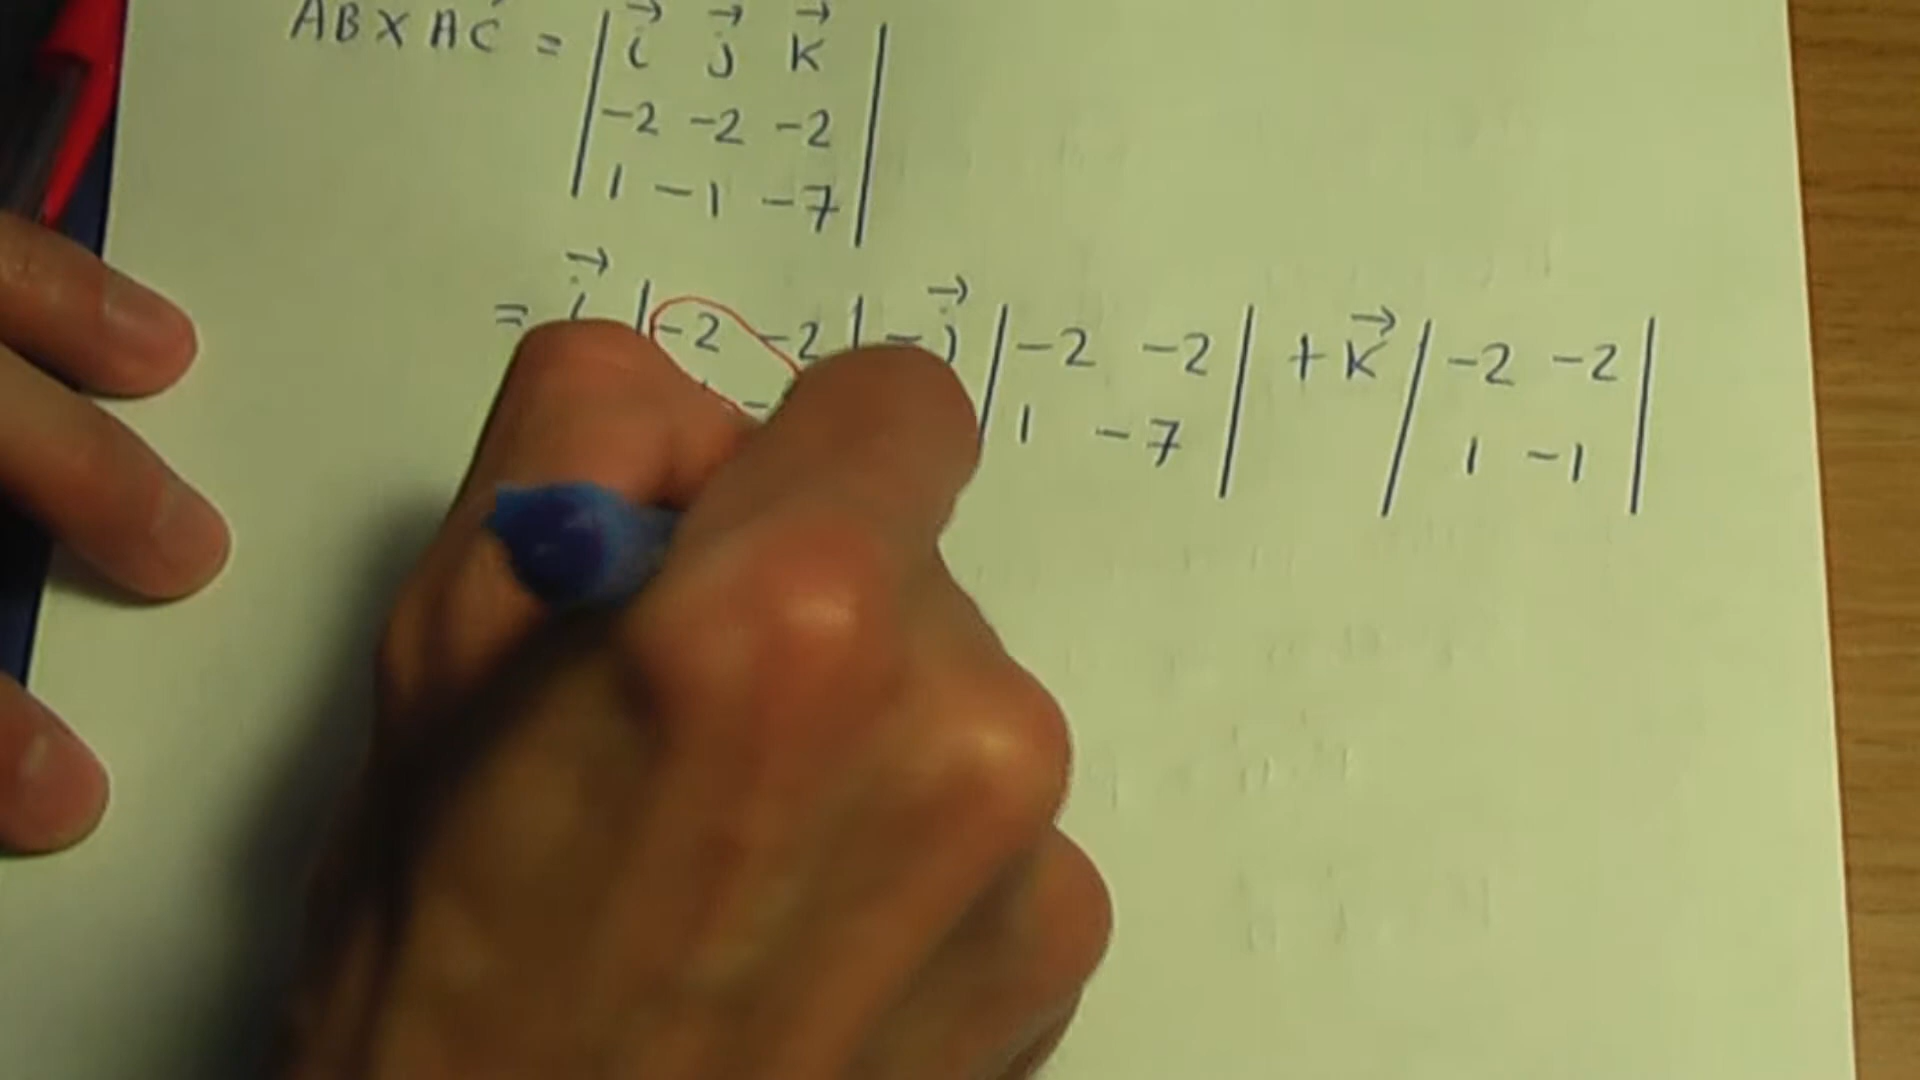 AB X AC = | i→ j→ k→ |
| -2 -2 -2 |
| 1 -1 -7 |
= i→ | -2 -2 | - j→ | -2 -2 | + k→ | -2 -2 |
- | 1 -7 | | 1 -1 |